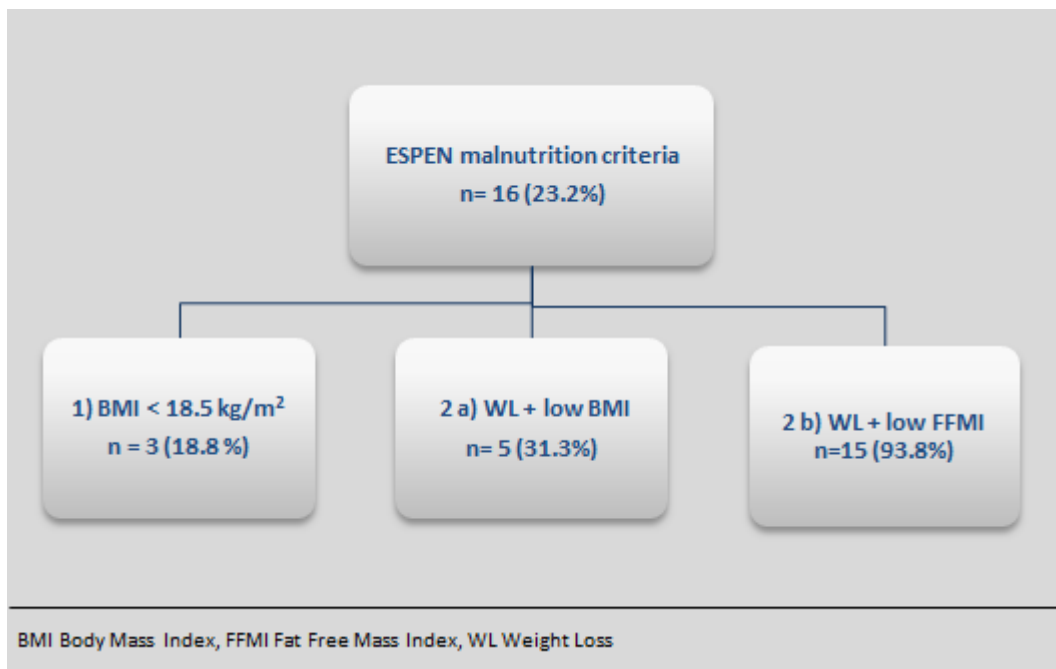 ESPEN malnutrition criteria
n= 16 (23.2%)
1) BMI < 18.5 kg/m²
n = 3 (18.8 %)
2 a) WL + low BMI
n= 5 (31.3%)
2 b) WL + low FFMI
n=15 (93.8%)
BMI Body Mass Index, FFMI Fat Free Mass Index, WL Weight Loss